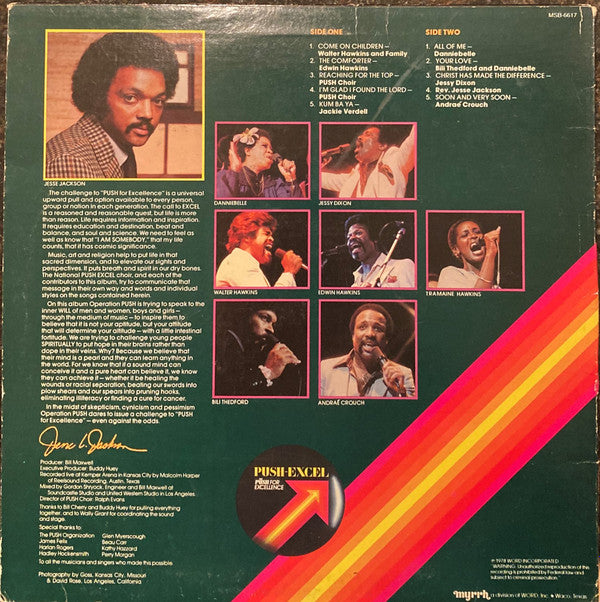 MSB-6617
SIDE ONE
1. COME ON CHILDREN –
Walter Hawkins and Family
2. THE COMFORTER –
Edwin Hawkins
3. REACHING FOR THE TOP –
PUSH Choir
4. I'M GLAD I FOUND THE LORD –
PUSH Choir
5. KUM BA YA –
Jackie Verdell
SIDE TWO
1. ALL OF ME –
Danniebelle
2. YOUR LOVE –
Bili Thedford and Danniebelle
3. CHRIST HAS MADE THE DIFFERENCE –
Jessy Dixon
4. Rev. Jesse Jackson
5. SOON AND VERY SOON –
Andraé Crouch
JESSE JACKSON
The challenge to "PUSH for Excellence" is a universal
upward pull and option available to every person,
group or nation in each generation. The call to EXCEL
is a reasoned and reasonable quest, but life is more
than reason. Life requires information and inspiration.
It requires education and destination, beat and
balance, and soul and science. We need to feel as
well as know that "I AM SOMEBODY," that my life
counts, that it has cosmic significance.
Music, art and religion help to put life in that
sacred dimension, and to elevate our sights and
perspectives. It puts breath and spirit in our dry bones.
The National PUSH EXCEL choir, and each of the
contributors to this album, try to communicate that
message in their own way and words and individual
styles on the songs contained herein.
On this album Operation PUSH is trying to speak to the
inner WILL of men and women, boys and girls –
through the medium of music – to inspire them to
believe that it is not your aptitude, but your attitude
that will determine your altitude – with a little intestinal
fortitude. We are trying to challenge young people
SPIRITUALLY to put hope in their brains rather than
dope in their veins. Why? Because we believe that
their mind is a pearl and they can learn anything in the
world. For we know that if a sound mind can
conceive it and a pure heart can believe it, we know
they can achieve it – whether it be healing the
wounds or racial separation, beating our swords into
plow shears and our spears into pruning hooks,
eliminating illiteracy or finding a cure for cancer.
In the midst of skepticism, cynicism and pessimism
Operation PUSH dares to issue a challenge to "PUSH
for Excellence" – even against the odds.
Jesse L. Jackson
Producer: Bill Maxwell
Executive Producer: Buddy Huey
Recorded live at Kemper Arena in Kansas City by Malcolm Harper
of Reelsound Recording, Austin, Texas
Mixed by Gordon Shryock, Engineer and Bill Maxwell at
Soundcastle Studio and United Western Studio in Los Angeles
Director of PUSH Choir: Ralph Evans
Thanks to Bill Cherry and Buddy Huey for pulling everything
together, and to Wally Grant for coordinating the sound
and stage.
Special thanks to:
The PUSH Organization
James Felix
Harlan Rogers
Hadley Hockensmith
Glen Myerscough
Beau Carr
Kathy Hazzard
Perry Morgan
To all the musicians and singers who made this possible.
Photography by Goss, Kansas City, Missouri
& David Rose, Los Angeles, California
DANNIEBELLE
JESSY DIXON
WALTER HAWKINS
EDWIN HAWKINS
TRAMAINE HAWKINS
BILI THEDFORD
ANDRAÉ CROUCH
PUSH-EXCEL
PUSH FOR
EXCELLENCE
℗ 1978 WORD INCORPORATED
"WARNING: Unauthorized reproduction of this
recording is prohibited by Federal law and
subject to criminal prosecution."
myrrh, a division of WORD, Inc. • Waco, Texas